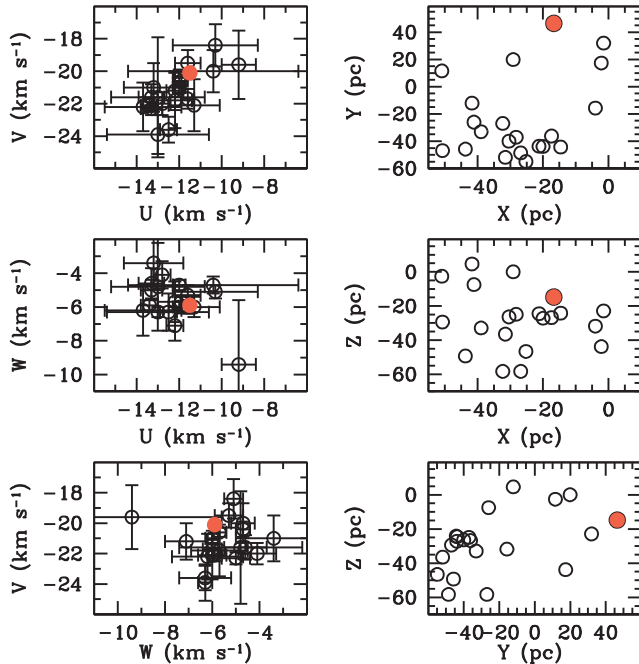 −18
−20
−22
−24
V (km s⁻¹)
−14 −12 −10 −8
U (km s⁻¹)
40
20
0
−20
−40
−60
Y (pc)
−40 −20 0
X (pc)
−4
−6
−8
−10
W (km s⁻¹)
−14 −12 −10 −8
U (km s⁻¹)
0
−20
−40
−60
Z (pc)
−40 −20 0
X (pc)
−18
−20
−22
−24
V (km s⁻¹)
−10 −8 −6 −4
W (km s⁻¹)
0
−20
−40
−60
Z (pc)
−40 −20 0 20 40
Y (pc)